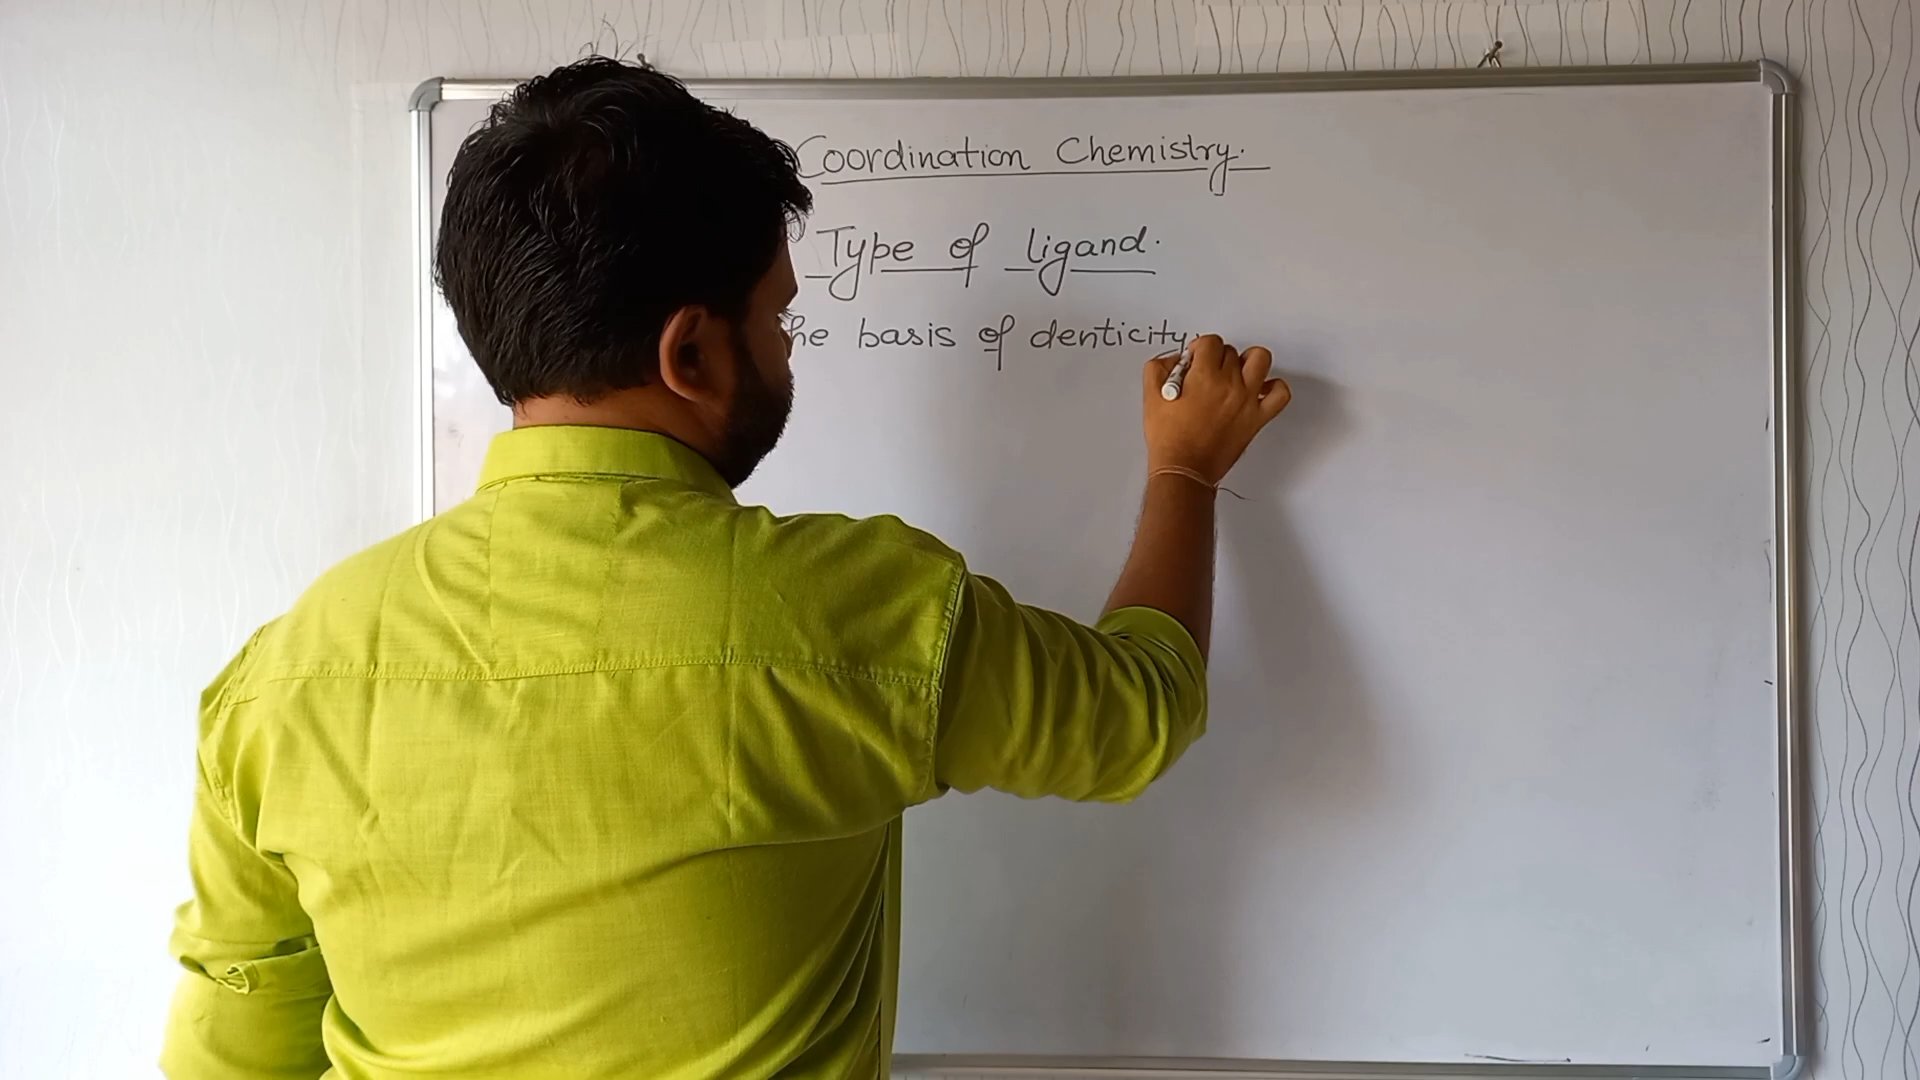 Coordination Chemistry.
Type of ligand.
he basis of denticity